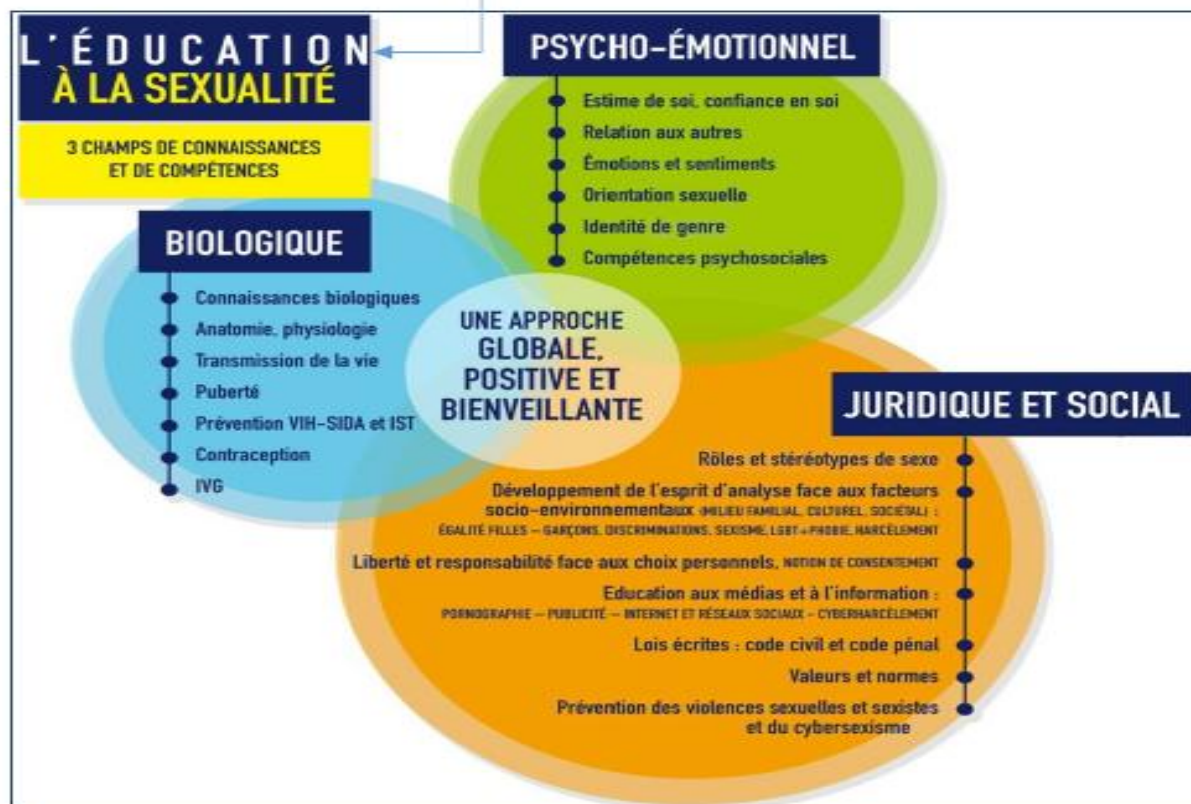 L'ÉDUCATION
À LA SEXUALITÉ
3 CHAMPS DE CONNAISSANCES
ET DE COMPÉTENCES
PSYCHO-ÉMOTIONNEL
Estime de soi, confiance en soi
Relation aux autres
Émotions et sentiments
Orientation sexuelle
Identité de genre
Compétences psychosociales
BIOLOGIQUE
Connaissances biologiques
Anatomie, physiologie
Transmission de la vie
Puberté
Prévention VIH-SIDA et IST
Contraception
IVG
UNE APPROCHE
GLOBALE,
POSITIVE ET
BIENVEILLANTE
JURIDIQUE ET SOCIAL
Rôles et stéréotypes de sexe
Développement de l'esprit d'analyse face aux facteurs
socio-environnementaux (MILIEU FAMILIAL, CULTUREL, SOCIÉTAL) :
ÉGALITÉ FILLES – GARÇONS, DISCRIMINATIONS, SEXISME, LGBT+PHOBIE, HARCÈLEMENT
Liberté et responsabilité face aux choix personnels, NOTION DE CONSENTEMENT
Education aux médias et à l'information :
PORNOGRAPHIE – PUBLICITÉ – INTERNET ET RÉSEAUX SOCIAUX - CYBERHARCÈLEMENT
Lois écrites : code civil et code pénal
Valeurs et normes
Prévention des violences sexuelles et sexistes
et du cybersexisme